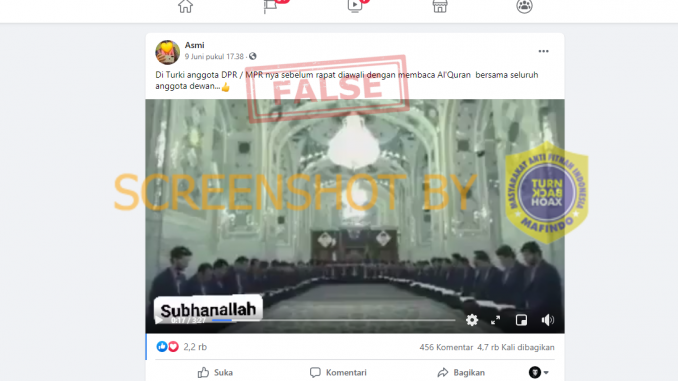 Asmi
9 Juni pukul 17.38 ·
Di Turki anggota DPR / MPR nya sebelum rapat diawali dengan membaca Al'Quran bersama seluruh
anggota dewan...
FALSE
SCREENSHOT BY
MASYARAKAT ANTI FITNAH INDONESIA
TURN
BACK
HOAX
MAFINDO
Subhanallah
2,2 rb
456 Komentar 4,7 rb Kali dibagikan
Suka
Komentari
Bagikan